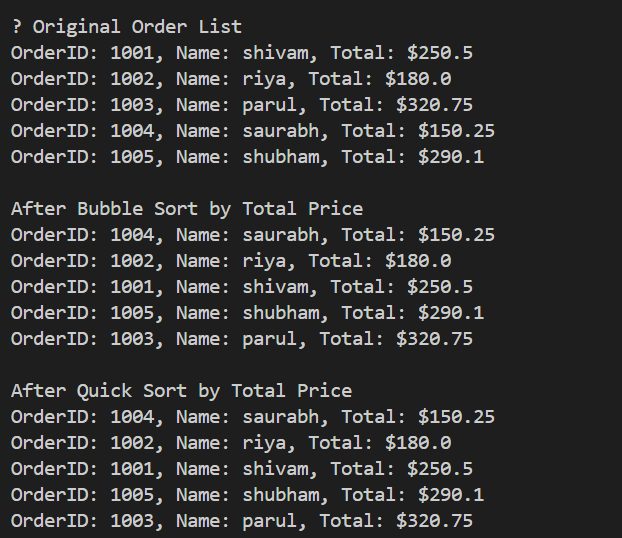 ? Original Order List
OrderID: 1001, Name: shivam, Total: $250.5
OrderID: 1002, Name: riya, Total: $180.0
OrderID: 1003, Name: parul, Total: $320.75
OrderID: 1004, Name: saurabh, Total: $150.25
OrderID: 1005, Name: shubham, Total: $290.1
After Bubble Sort by Total Price
OrderID: 1004, Name: saurabh, Total: $150.25
OrderID: 1002, Name: riya, Total: $180.0
OrderID: 1001, Name: shivam, Total: $250.5
OrderID: 1005, Name: shubham, Total: $290.1
OrderID: 1003, Name: parul, Total: $320.75
After Quick Sort by Total Price
OrderID: 1004, Name: saurabh, Total: $150.25
OrderID: 1002, Name: riya, Total: $180.0
OrderID: 1001, Name: shivam, Total: $250.5
OrderID: 1005, Name: shubham, Total: $290.1
OrderID: 1003, Name: parul, Total: $320.75